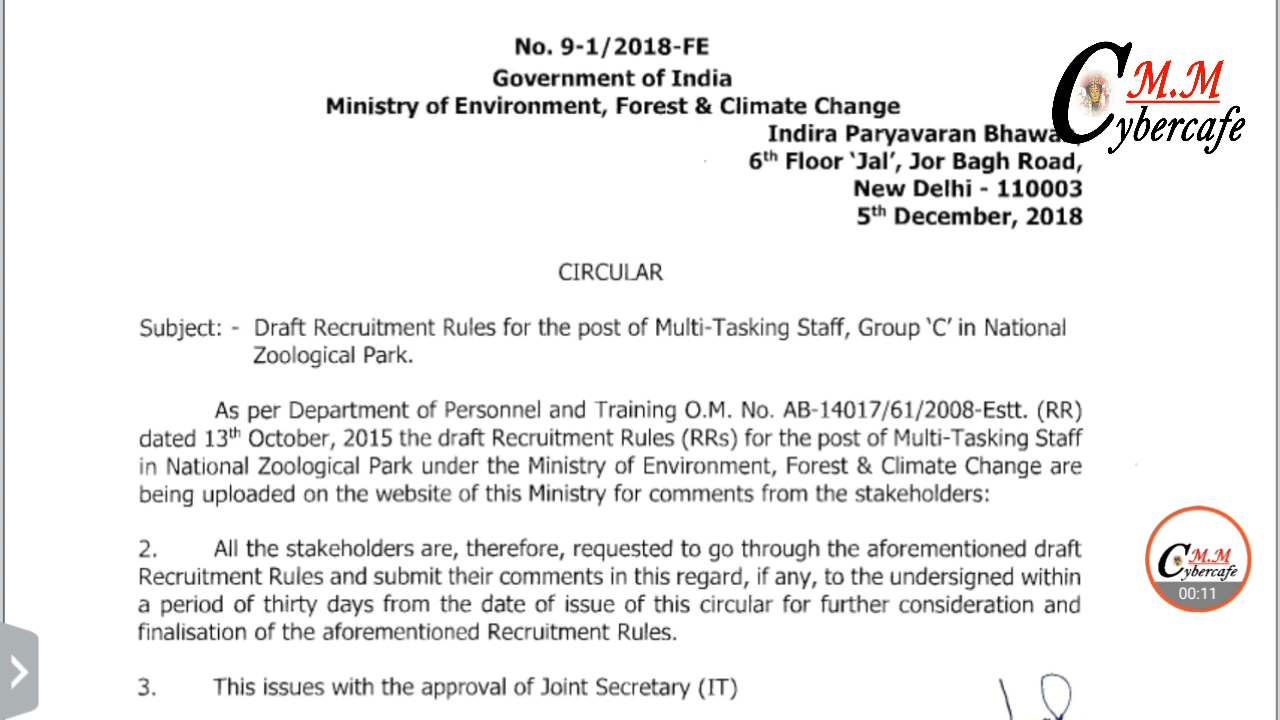 No. 9-1/2018-FE
Government of India
Ministry of Environment, Forest & Climate Change
Indira Paryavaran Bhawa
6th Floor ‘Jal’, Jor Bagh Road,
New Delhi - 110003
5th December, 2018
C M.M
ybercafe
CIRCULAR
Subject: - Draft Recruitment Rules for the post of Multi-Tasking Staff, Group ‘C’ in National
Zoological Park.
As per Department of Personnel and Training O.M. No. AB-14017/61/2008-Estt. (RR)
dated 13th October, 2015 the draft Recruitment Rules (RRs) for the post of Multi-Tasking Staff
in National Zoological Park under the Ministry of Environment, Forest & Climate Change are
being uploaded on the website of this Ministry for comments from the stakeholders:
2. All the stakeholders are, therefore, requested to go through the aforementioned draft
Recruitment Rules and submit their comments in this regard, if any, to the undersigned within
a period of thirty days from the date of issue of this circular for further consideration and
finalisation of the aforementioned Recruitment Rules.
C M.M
ybercafe
00:11
3. This issues with the approval of Joint Secretary (IT)